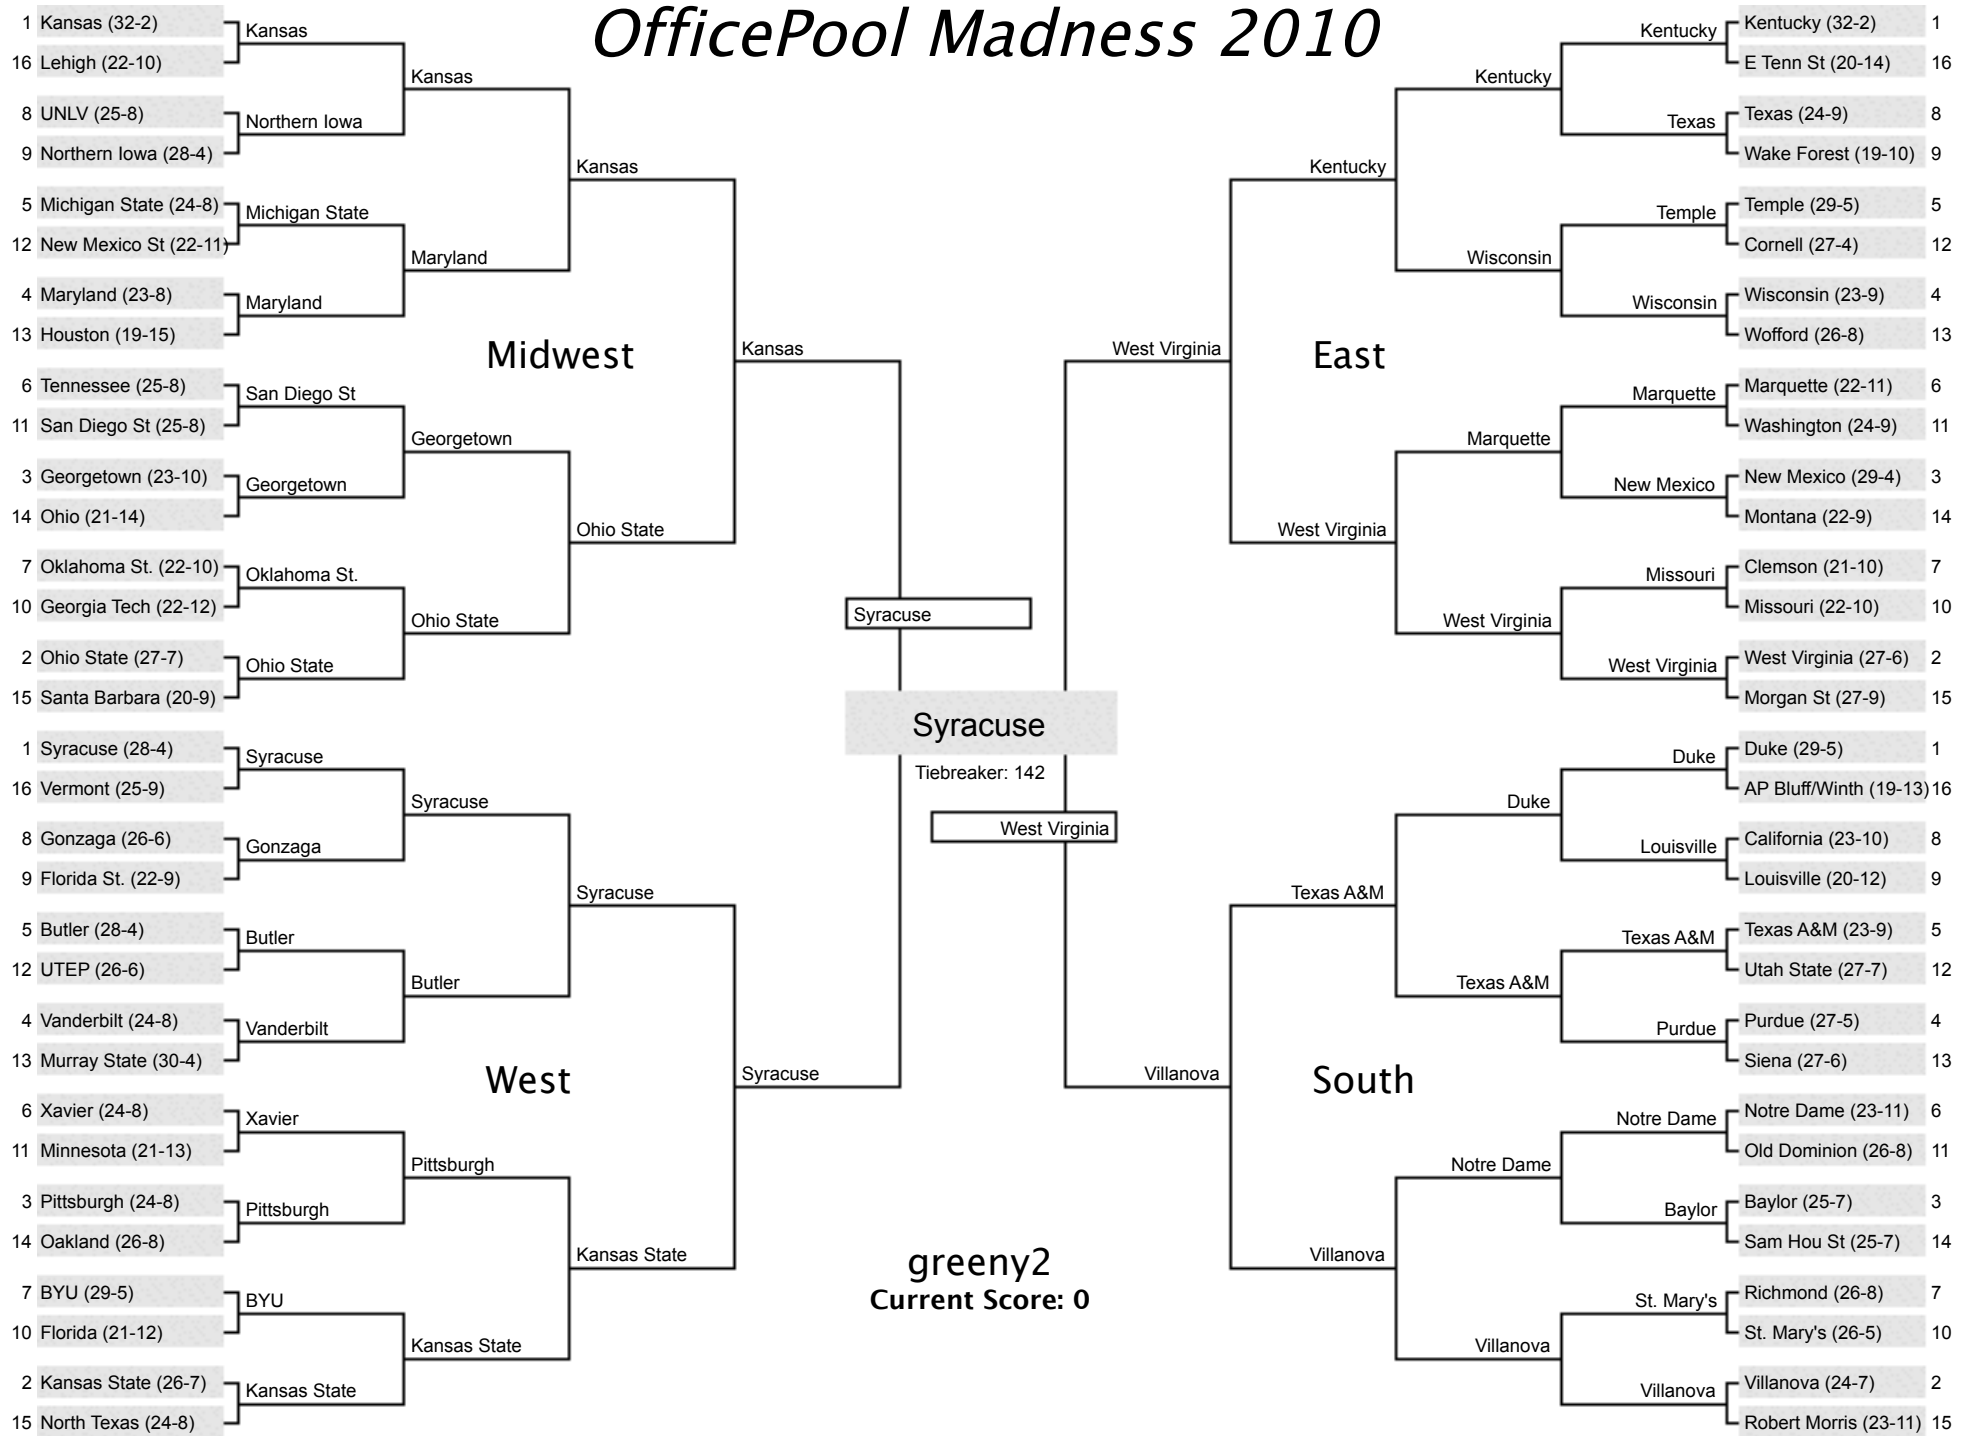 OfficePool Madness 2010
1 Kansas (32-2)
16 Lehigh (22-10)
8 UNLV (25-8)
9 Northern Iowa (28-4)
5 Michigan State (24-8)
12 New Mexico St (22-11)
4 Maryland (23-8)
13 Houston (19-15)
6 Tennessee (25-8)
11 San Diego St (25-8)
3 Georgetown (23-10)
14 Ohio (21-14)
7 Oklahoma St. (22-10)
10 Georgia Tech (22-12)
2 Ohio State (27-7)
15 Santa Barbara (20-9)
Kansas
Northern Iowa
Michigan State
Maryland
San Diego St
Georgetown
Oklahoma St.
Ohio State
Kansas
Maryland
Georgetown
Ohio State
Kansas
Ohio State
Kansas
Midwest
1 Syracuse (28-4)
16 Vermont (25-9)
8 Gonzaga (26-6)
9 Florida St. (22-9)
5 Butler (28-4)
12 UTEP (26-6)
4 Vanderbilt (24-8)
13 Murray State (30-4)
6 Xavier (24-8)
11 Minnesota (21-13)
3 Pittsburgh (24-8)
14 Oakland (26-8)
7 BYU (29-5)
10 Florida (21-12)
2 Kansas State (26-7)
15 North Texas (24-8)
Syracuse
Gonzaga
Butler
Vanderbilt
Xavier
Pittsburgh
BYU
Kansas State
Syracuse
Butler
Pittsburgh
Kansas State
Syracuse
Kansas State
Syracuse
West
Syracuse
Syracuse
Tiebreaker: 142
West Virginia
greeny2
Current Score: 0
Kentucky (32-2) 1
E Tenn St (20-14) 16
Texas (24-9) 8
Wake Forest (19-10) 9
Temple (29-5) 5
Cornell (27-4) 12
Wisconsin (23-9) 4
Wofford (26-8) 13
Marquette (22-11) 6
Washington (24-9) 11
New Mexico (29-4) 3
Montana (22-9) 14
Clemson (21-10) 7
Missouri (22-10) 10
West Virginia (27-6) 2
Morgan St (27-9) 15
Kentucky
Texas
Temple
Wisconsin
Marquette
New Mexico
Missouri
West Virginia
Kentucky
Wisconsin
Marquette
West Virginia
Kentucky
West Virginia
West Virginia
East
Duke (29-5) 1
AP Bluff/Winth (19-13) 16
California (23-10) 8
Louisville (20-12) 9
Texas A&M (23-9) 5
Utah State (27-7) 12
Purdue (27-5) 4
Siena (27-6) 13
Notre Dame (23-11) 6
Old Dominion (26-8) 11
Baylor (25-7) 3
Sam Hou St (25-7) 14
Richmond (26-8) 7
St. Mary's (26-5) 10
Villanova (24-7) 2
Robert Morris (23-11) 15
Duke
Louisville
Texas A&M
Purdue
Notre Dame
Baylor
St. Mary's
Villanova
Duke
Texas A&M
Notre Dame
Villanova
Texas A&M
Villanova
Villanova
South